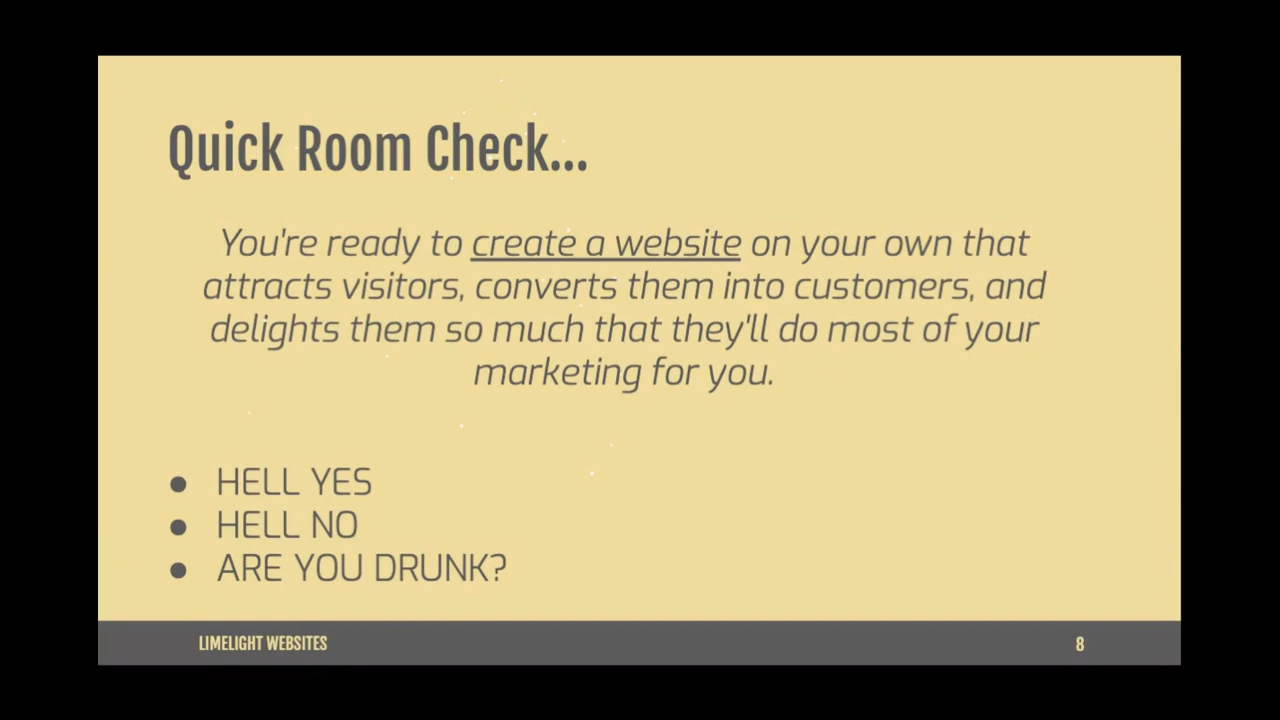 Quick Room Check...
You're ready to create a website on your own that
attracts visitors, converts them into customers, and
delights them so much that they'll do most of your
marketing for you.
● HELL YES
● HELL NO
● ARE YOU DRUNK?
LIMELIGHT WEBSITES
8